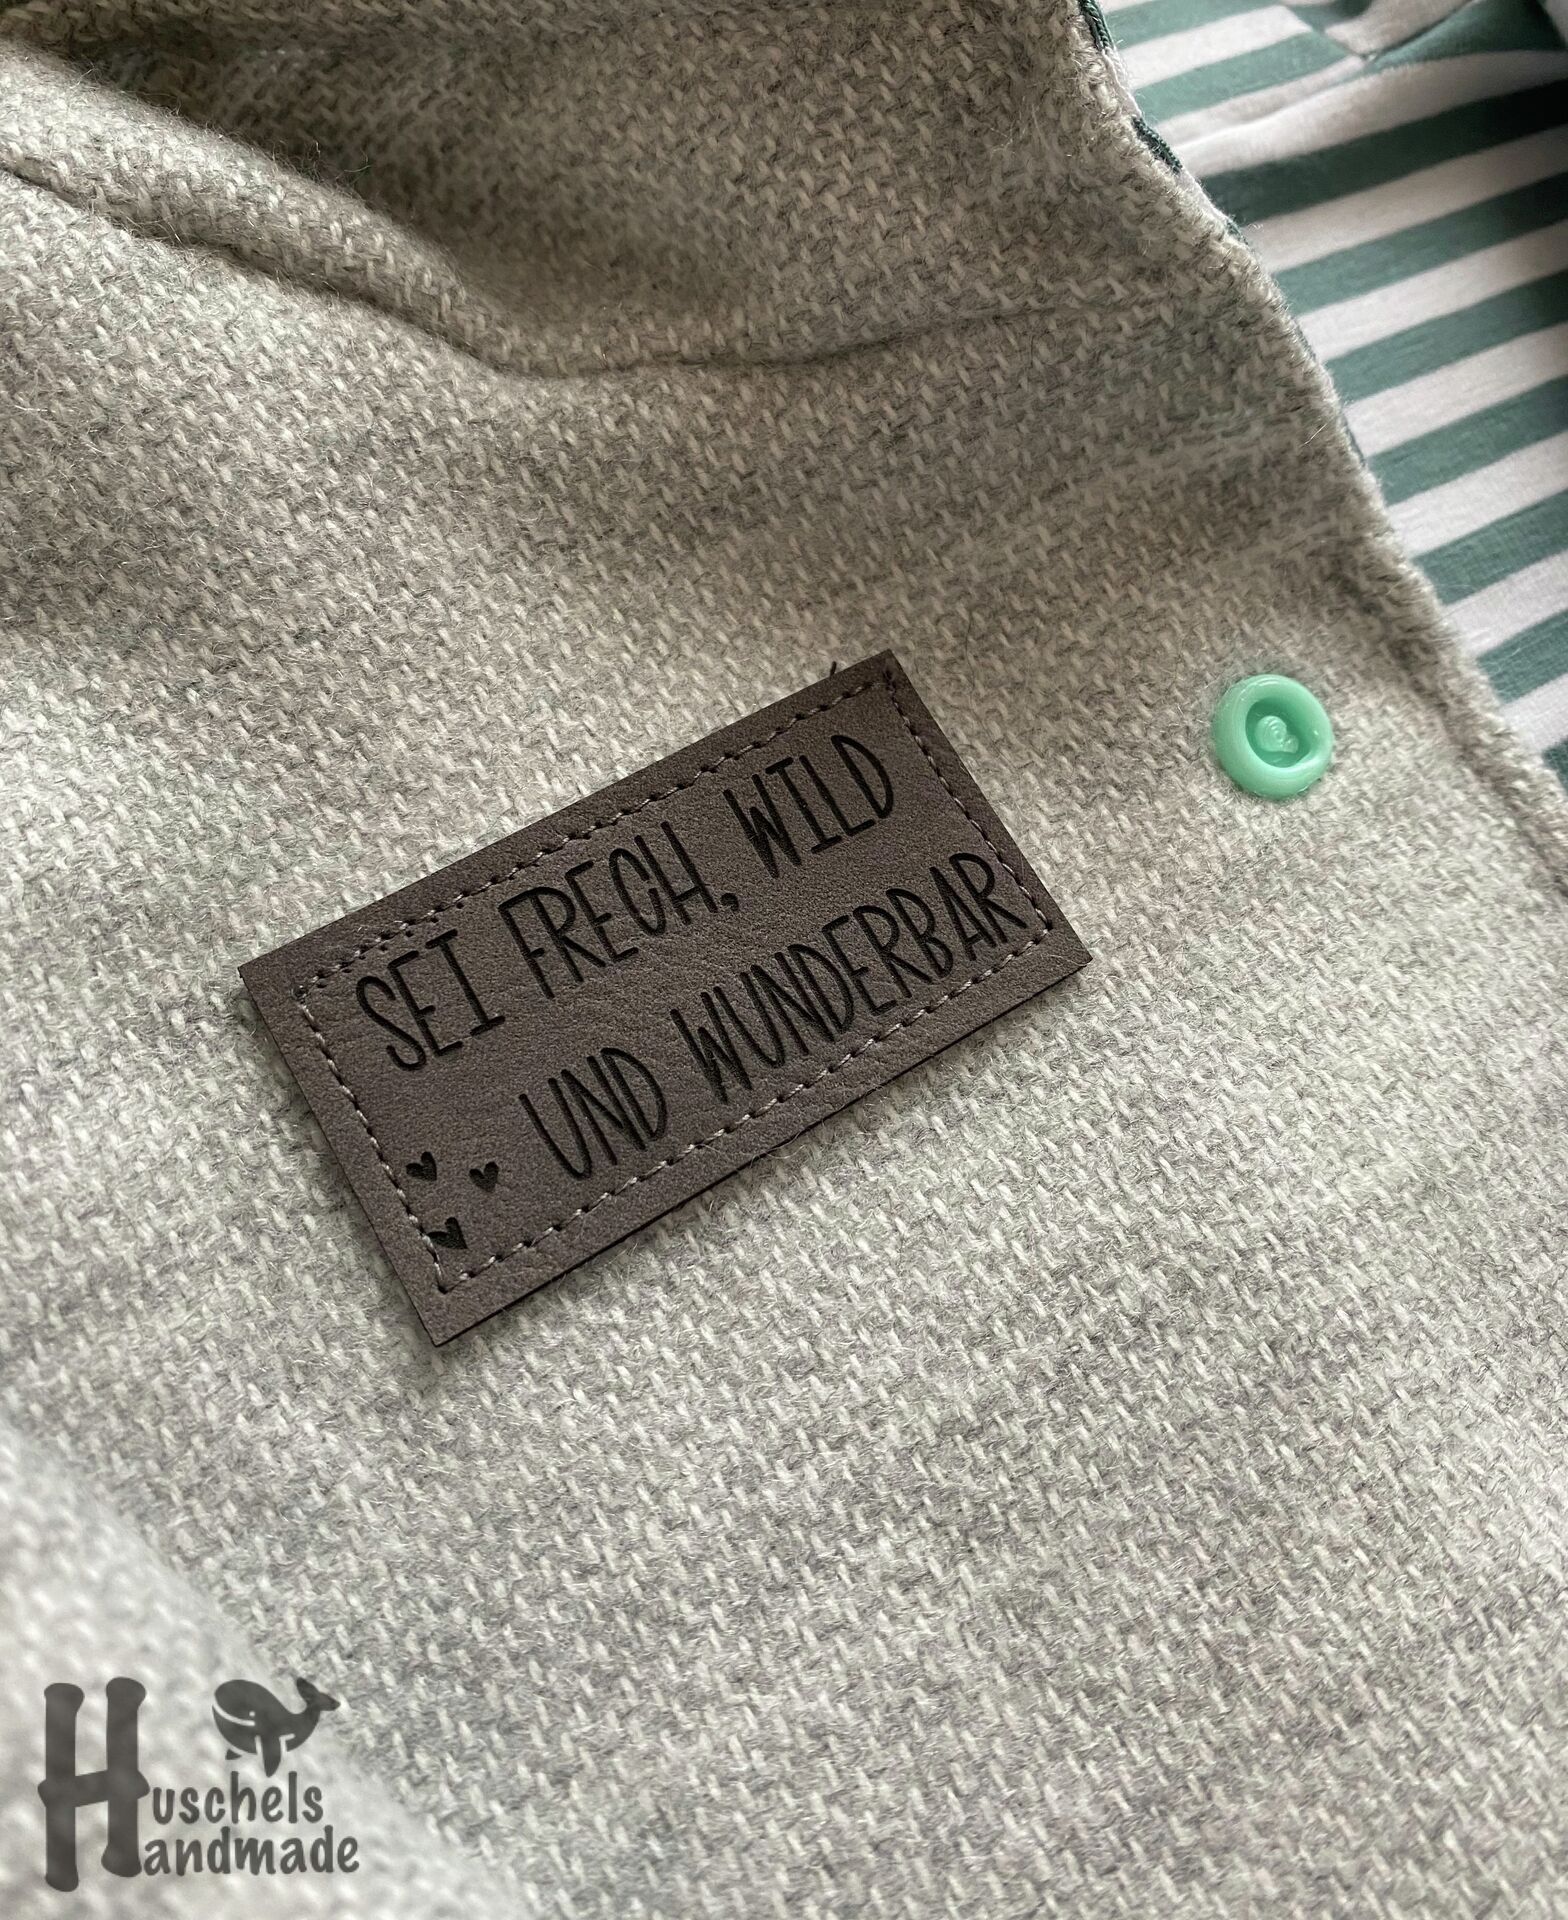 SEI FRECH, WILD
UND WUNDERBAR
Huschels
Handmade